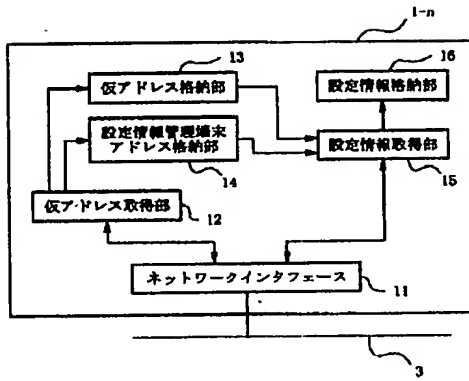 1-n
13
16
仮アドレス格納部
設定情報格納部
設定情報管理端末
アドレス格納部
設定情報取得部
14
15
仮アドレス取得部
12
ネットワークインタフェース
11
3